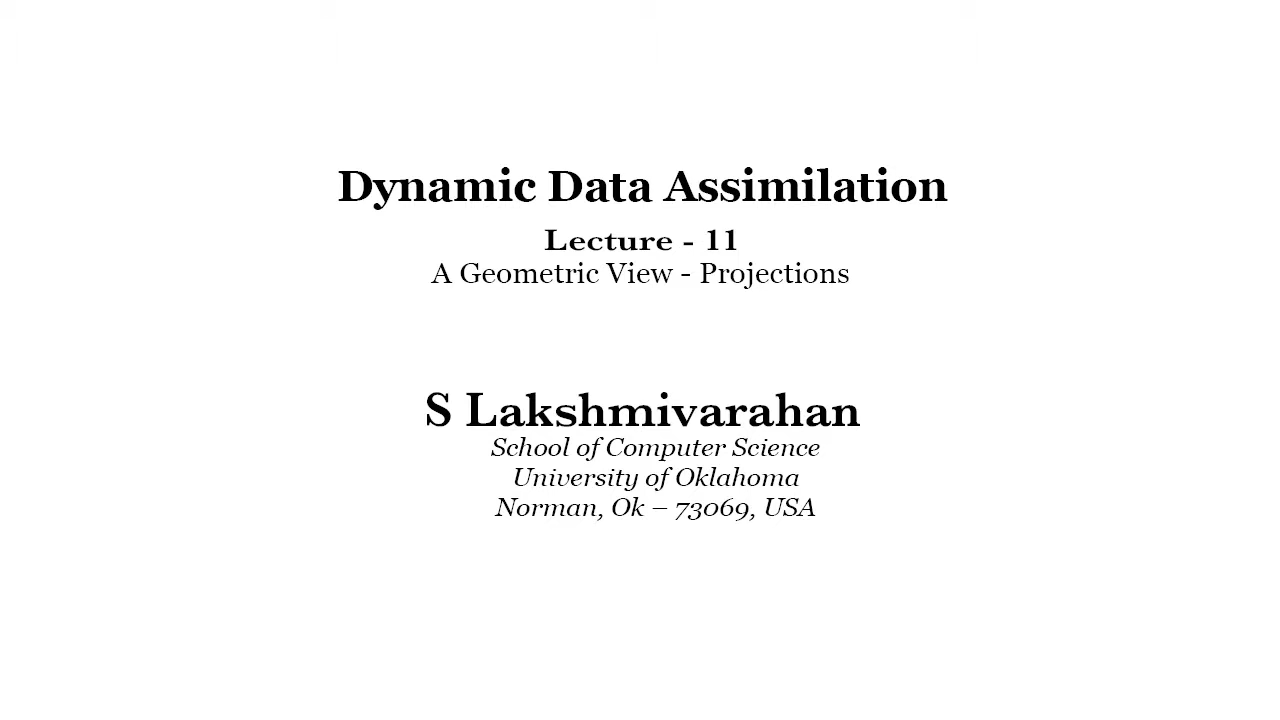 Dynamic Data Assimilation
Lecture - 11
A Geometric View - Projections
S Lakshmivarahan
School of Computer Science
University of Oklahoma
Norman, Ok – 73069, USA